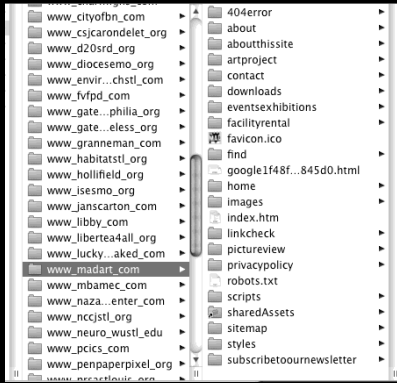 www_cityofbn_com
www_csjcarondelet_org
www_d20srd_org
www_diocesemo_org
www_envir...chstl_com
www_fvfpd_com
www_gate...philia_org
www_gate...eless_org
www_granneman_com
www_habitatstl_org
www_hollifield_org
www_isesmo_org
www_janscarton_com
www_libby_com
www_libertea4all_org
www_lucky...aked_com
www_madart_com
www_mbamec_com
www_naza...enter_com
www_nccjstl_org
www_neuro_wustl_edu
www_pcics_com
www_penpaperpixel_org
www_prsastlouis_org
404error
about
aboutthissite
artproject
contact
downloads
eventsexhibitions
facilityrental
favicon.ico
find
google1f48f...845d0.html
home
images
index.htm
linkcheck
pictureview
privacypolicy
robots.txt
scripts
sharedAssets
sitemap
styles
subscribetoournewsletter